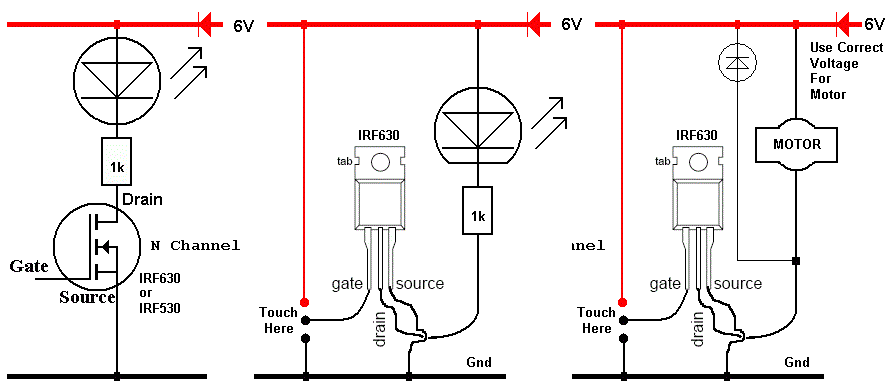 6V
1k
Drain
N Channel
Gate
Source
IRF630
or
IRF530
6V
IRF630
tab
1k
gate
source
drain
Touch
Here
Gnd
6V
Use Correct
Voltage
For
Motor
IRF630
tab
MOTOR
nnel
gate
source
drain
Touch
Here
Gnd